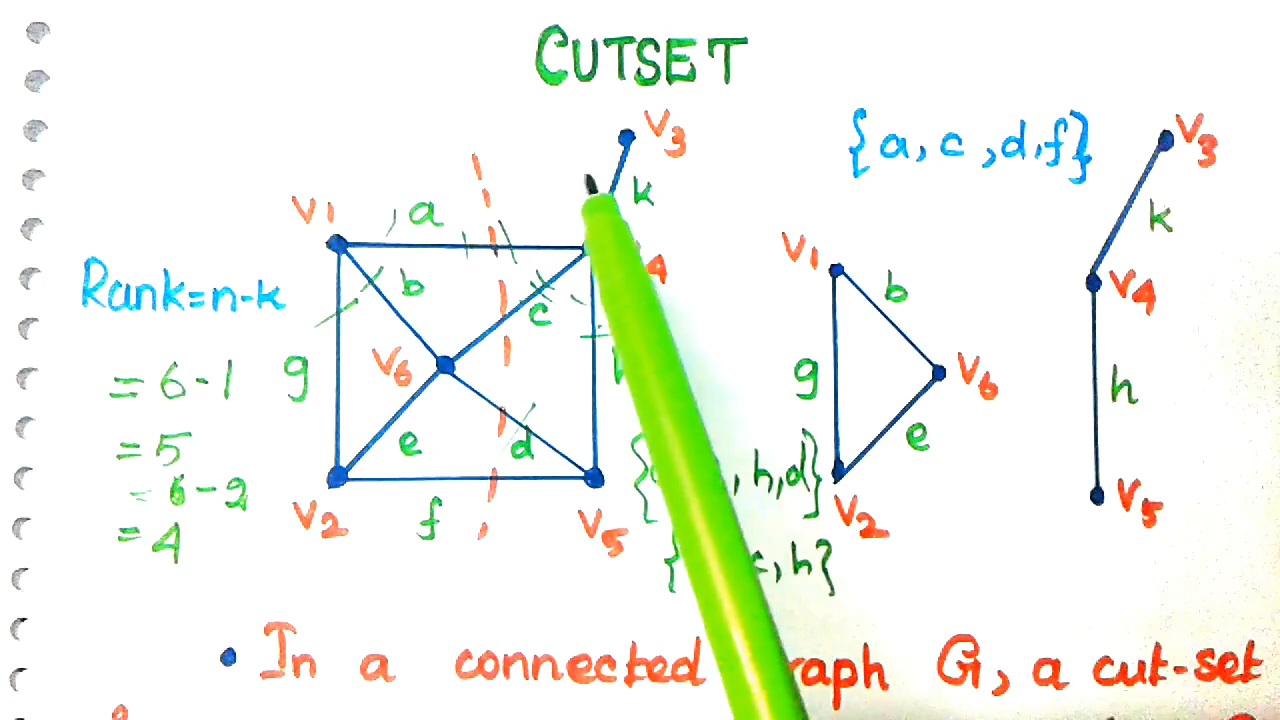 CUTSET
V3
{a, c, d, f}
V3
k
k
V1
a
V1
V4
b
b
Rank=n-k
c
V6
g
g
V6
h
= 6-1
e
e
d
= 5
, h, d}
= 6-2
V2
f
V5
V2
V5
= 4
, h}
• In a connected G, a cut-set